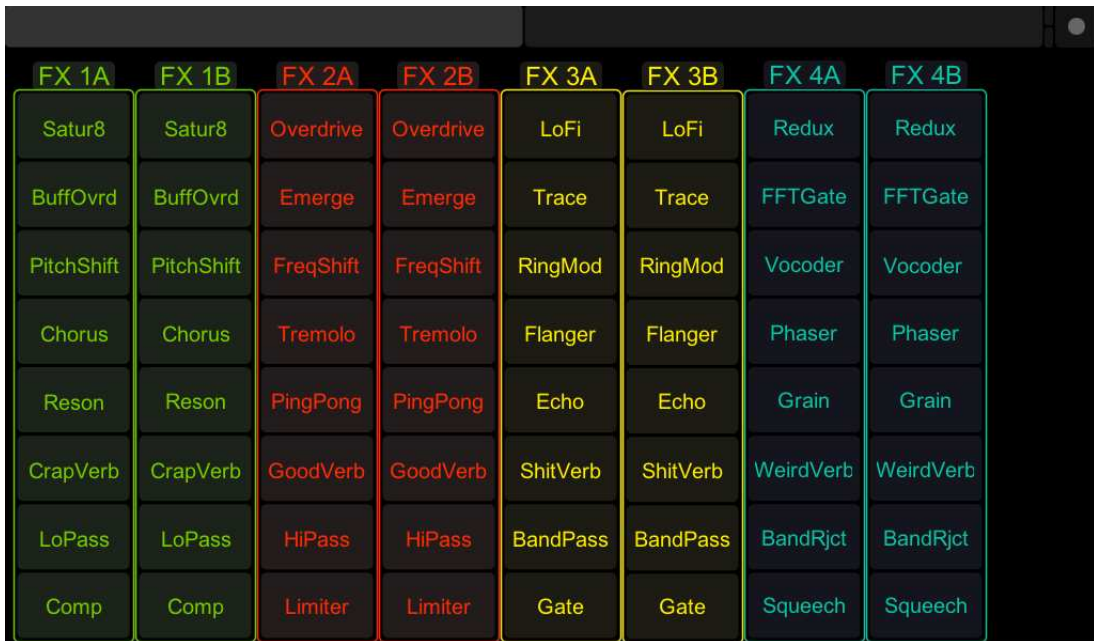 FX 1A FX 1B FX 2A FX 2B FX 3A FX 3B FX 4A FX 4B
Satur8 Satur8 Overdrive Overdrive LoFi LoFi Redux Redux
BuffOvrd BuffOvrd Emerge Emerge Trace Trace FFTGate FFTGate
PitchShift PitchShift FreqShift FreqShift RingMod RingMod Vocoder Vocoder
Chorus Chorus Tremolo Tremolo Flanger Flanger Phaser Phaser
Reson Reson PingPong PingPong Echo Echo Grain Grain
CrapVerb CrapVerb GoodVerb GoodVerb ShitVerb ShitVerb WeirdVerb WeirdVerb
LoPass LoPass HiPass HiPass BandPass BandPass BandRjct BandRjct
Comp Comp Limiter Limiter Gate Gate Squeech Squeech